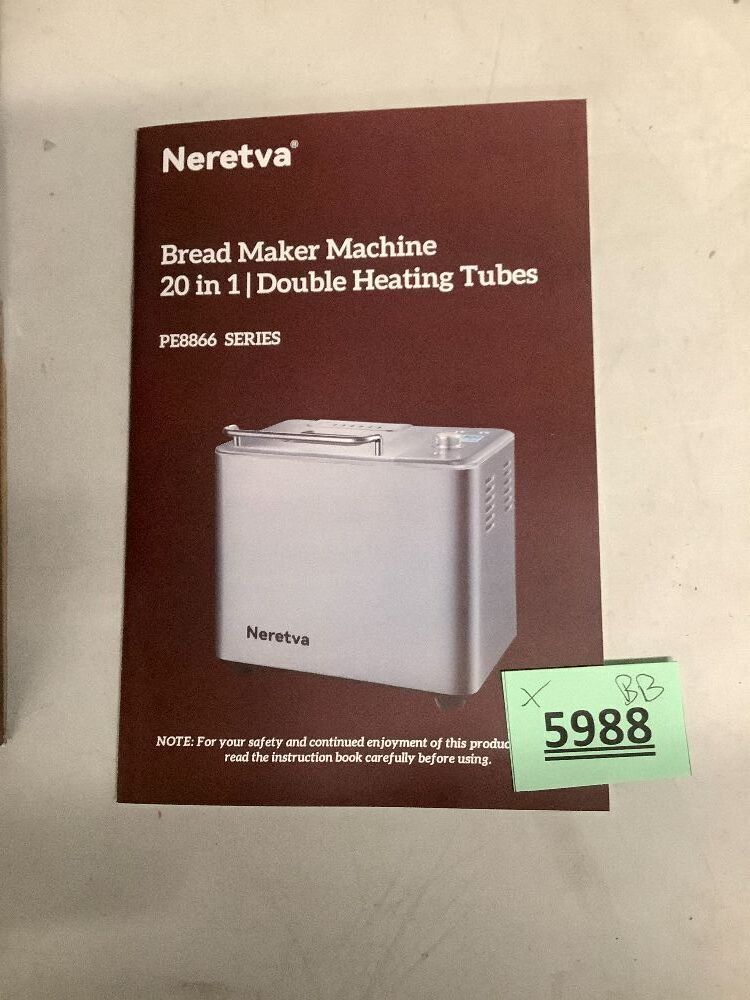 Neretva®
Bread Maker Machine
20 in 1 | Double Heating Tubes
PE8866 SERIES
Neretva
NOTE: For your safety and continued enjoyment of this produc
read the instruction book carefully before using.
X BB
5988